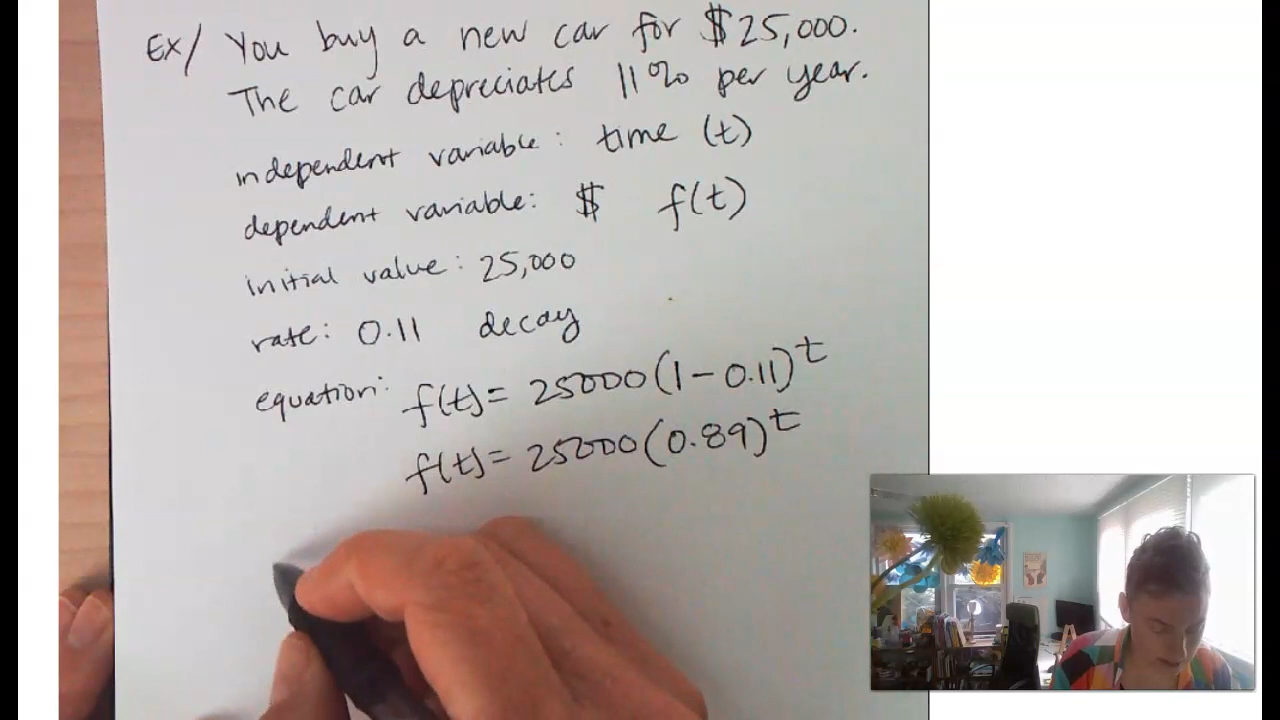 Ex/ You buy a new car for $25,000.
The car depreciates 11% per year.
independent variable: time (t)
dependent variable: $ f(t)
initial value: 25,000
rate: 0.11 decay
equation: f(t)= 25000(1-0.11)^t
f(t)= 25000(0.89)^t